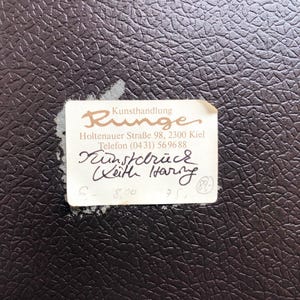 Kunsthandlung
Runge
Holtenauer Straße 98, 2300 Kiel
Telefon (0431) 569688
Kunstdruck
Keith Haring